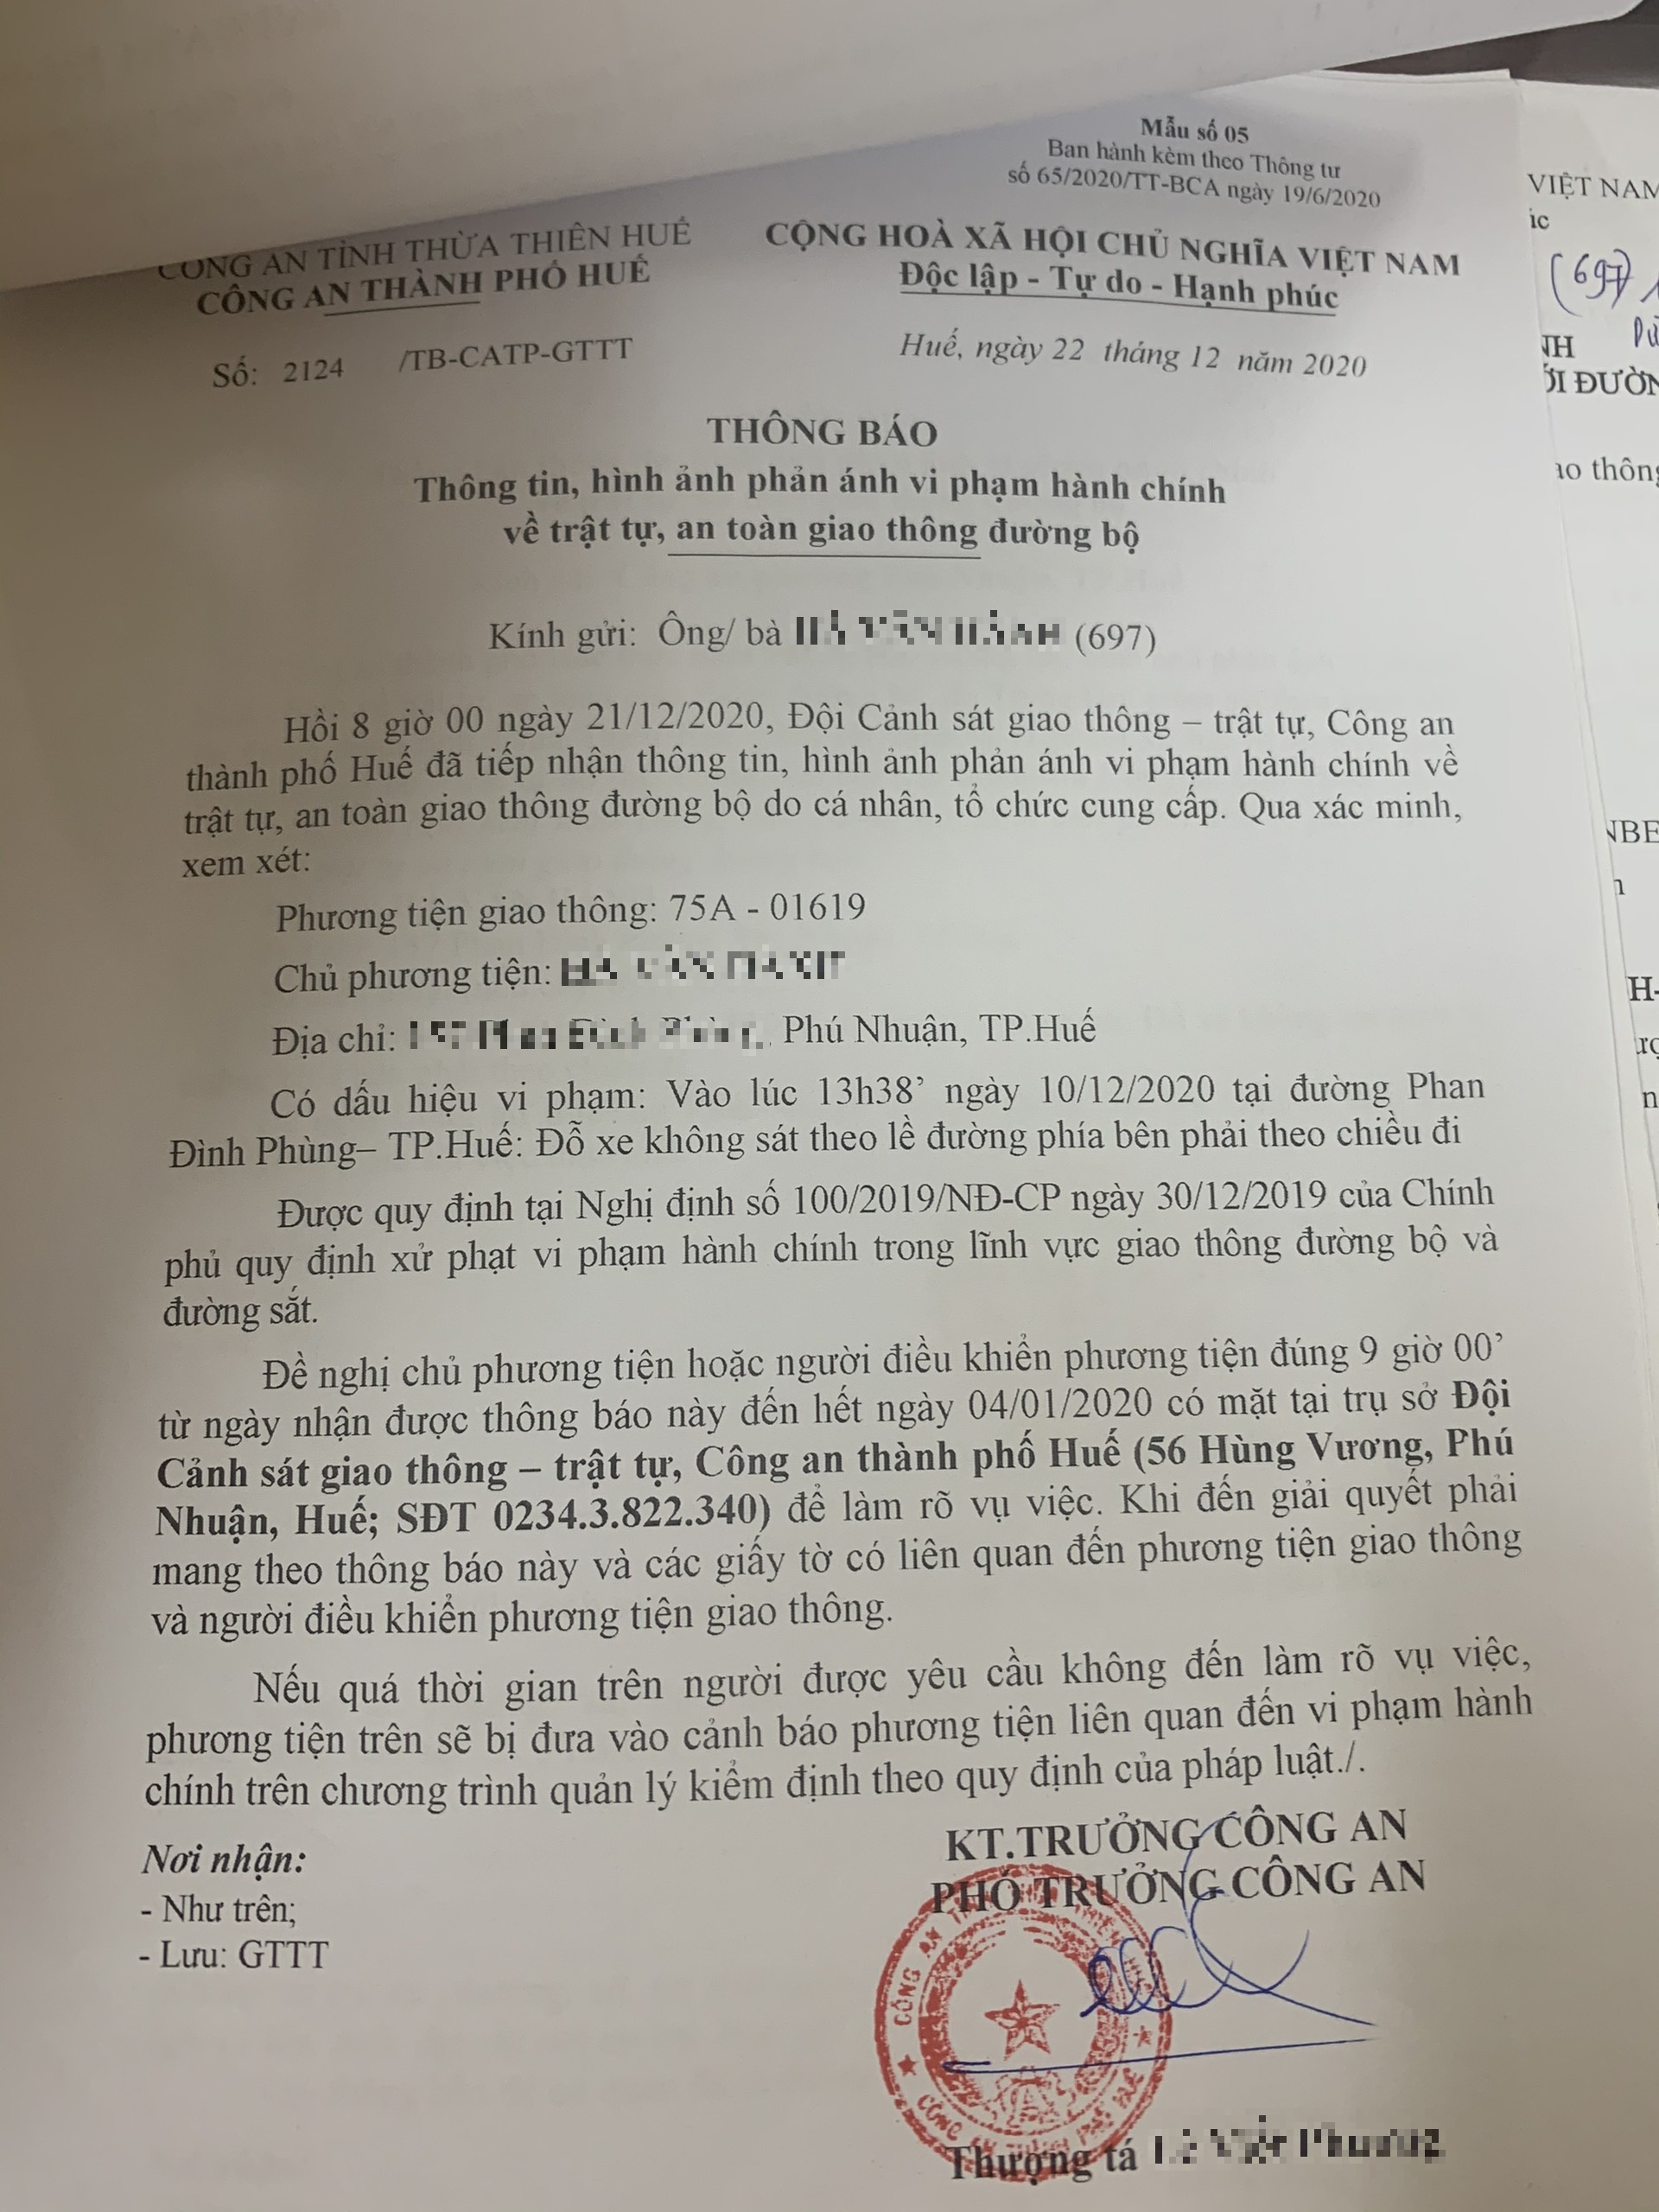 Mẫu số 05
Ban hành kèm theo Thông tư
số 65/2020/TT-BCA ngày 19/6/2020
CÔNG AN TỈNH THỪA THIÊN HUẾ
CÔNG AN THÀNH PHỐ HUẾ
CỘNG HOÀ XÃ HỘI CHỦ NGHĨA VIỆT NAM
Độc lập - Tự do - Hạnh phúc
Số: 2124 /TB-CATP-GTTT
Huế, ngày 22 tháng 12 năm 2020
THÔNG BÁO
Thông tin, hình ảnh phản ánh vi phạm hành chính
về trật tự, an toàn giao thông đường bộ
Kính gửi: Ông/ bà (697)
Hồi 8 giờ 00 ngày 21/12/2020, Đội Cảnh sát giao thông – trật tự, Công an
thành phố Huế đã tiếp nhận thông tin, hình ảnh phản ánh vi phạm hành chính về
trật tự, an toàn giao thông đường bộ do cá nhân, tổ chức cung cấp. Qua xác minh,
xem xét:
Phương tiện giao thông: 75A - 01619
Chủ phương tiện:
Địa chỉ: Phú Nhuận, TP.Huế
Có dấu hiệu vi phạm: Vào lúc 13h38’ ngày 10/12/2020 tại đường Phan
Đình Phùng– TP.Huế: Đỗ xe không sát theo lề đường phía bên phải theo chiều đi
Được quy định tại Nghị định số 100/2019/NĐ-CP ngày 30/12/2019 của Chính
phủ quy định xử phạt vi phạm hành chính trong lĩnh vực giao thông đường bộ và
đường sắt.
Đề nghị chủ phương tiện hoặc người điều khiển phương tiện đúng 9 giờ 00’
từ ngày nhận được thông báo này đến hết ngày 04/01/2020 có mặt tại trụ sở Đội
Cảnh sát giao thông – trật tự, Công an thành phố Huế (56 Hùng Vương, Phú
Nhuận, Huế; SĐT 0234.3.822.340) để làm rõ vụ việc. Khi đến giải quyết phải
mang theo thông báo này và các giấy tờ có liên quan đến phương tiện giao thông
và người điều khiển phương tiện giao thông.
Nếu quá thời gian trên người được yêu cầu không đến làm rõ vụ việc,
phương tiện trên sẽ bị đưa vào cảnh báo phương tiện liên quan đến vi phạm hành
chính trên chương trình quản lý kiểm định theo quy định của pháp luật./.
Nơi nhận:
- Như trên;
- Lưu: GTTT
KT.TRƯỞNG CÔNG AN
PHÓ TRƯỞNG CÔNG AN
Thượng tá
VIỆT NAM
(697)
ao thông